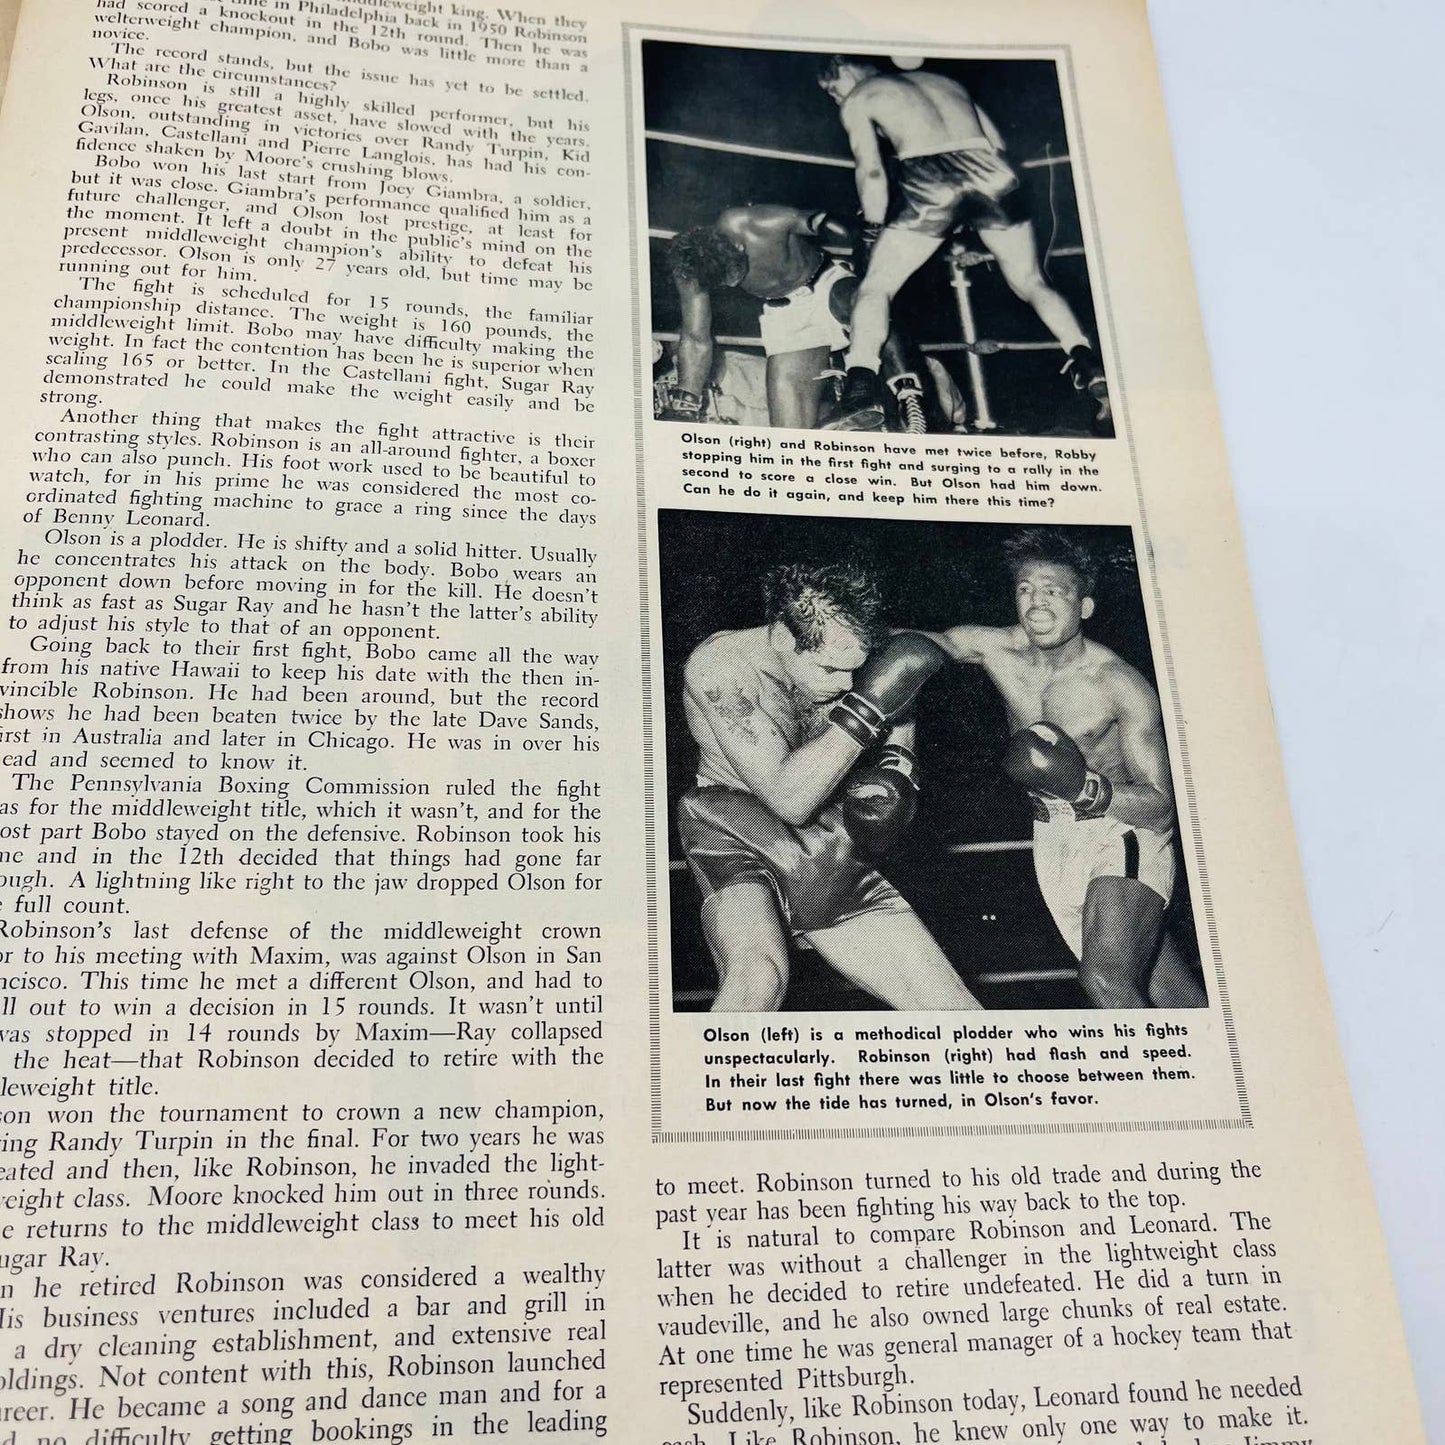 time in Philadelphia back in 1950 Robinson
middleweight king. When they
had scored a knockout in the 12th round. Then he was
welterweight champion, and Bobo was little more than a
novice.
The record stands, but the issue has yet to be settled.
What are the circumstances?
Robinson is still a highly skilled performer, but his
legs, once his greatest asset, have slowed with the years.
Olson, outstanding in victories over Randy Turpin, Kid
Gavilan, Castellani and Pierre Langlois, has had his con-
fidence shaken by Moore's crushing blows.
Bobo won his last start from Joey Giambra, a soldier,
but it was close. Giambra's performance qualified him as a
future challenger, and Olson lost prestige, at least for
the moment. It left a doubt in the public's mind on the
present middleweight champion's ability to defeat his
predecessor. Olson is only 27 years old, but time may be
running out for him.
The fight is scheduled for 15 rounds, the familiar
championship distance. The weight is 160 pounds, the
middleweight limit. Bobo may have difficulty making the
weight. In fact the contention has been he is superior when
scaling 165 or better. In the Castellani fight, Sugar Ray
demonstrated he could make the weight easily and be
strong.
Another thing that makes the fight attractive is their
contrasting styles. Robinson is an all-around fighter, a boxer
who can also punch. His foot work used to be beautiful to
watch, for in his prime he was considered the most co-
ordinated fighting machine to grace a ring since the days
of Benny Leonard.
Olson is a plodder. He is shifty and a solid hitter. Usually
he concentrates his attack on the body. Bobo wears an
opponent down before moving in for the kill. He doesn't
think as fast as Sugar Ray and he hasn't the latter's ability
to adjust his style to that of an opponent.
Going back to their first fight, Bobo came all the way
from his native Hawaii to keep his date with the then in-
vincible Robinson. He had been around, but the record
shows he had been beaten twice by the late Dave Sands,
irst in Australia and later in Chicago. He was in over his
ead and seemed to know it.
The Pennsylvania Boxing Commission ruled the fight
as for the middleweight title, which it wasn't, and for the
ost part Bobo stayed on the defensive. Robinson took his
me and in the 12th decided that things had gone far
ough. A lightning like right to the jaw dropped Olson for
e full count.
Robinson's last defense of the middleweight crown
or to his meeting with Maxim, was against Olson in San
ncisco. This time he met a different Olson, and had to
ll out to win a decision in 15 rounds. It wasn't until
was stopped in 14 rounds by Maxim—Ray collapsed
the heat—that Robinson decided to retire with the
leweight title.
son won the tournament to crown a new champion,
ing Randy Turpin in the final. For two years he was
eated and then, like Robinson, he invaded the light-
eight class. Moore knocked him out in three rounds.
e returns to the middleweight class to meet his old
ugar Ray.
n he retired Robinson was considered a wealthy
His business ventures included a bar and grill in
a dry cleaning establishment, and extensive real
oldings. Not content with this, Robinson launched
reer. He became a song and dance man and for a
d no difficulty getting bookings in the leading
Olson (right) and Robinson have met twice before, Robby
stopping him in the first fight and surging to a rally in the
second to score a close win. But Olson had him down.
Can he do it again, and keep him there this time?
Olson (left) is a methodical plodder who wins his fights
unspectacularly. Robinson (right) had flash and speed.
In their last fight there was little to choose between them.
But now the tide has turned, in Olson's favor.
to meet. Robinson turned to his old trade and during the
past year has been fighting his way back to the top.
It is natural to compare Robinson and Leonard. The
latter was without a challenger in the lightweight class
when he decided to retire undefeated. He did a turn in
vaudeville, and he also owned large chunks of real estate.
At one time he was general manager of a hockey team that
represented Pittsburgh.
Suddenly, like Robinson today, Leonard found he needed
cash. Like Robinson, he knew only one way to make it.
Jimmy